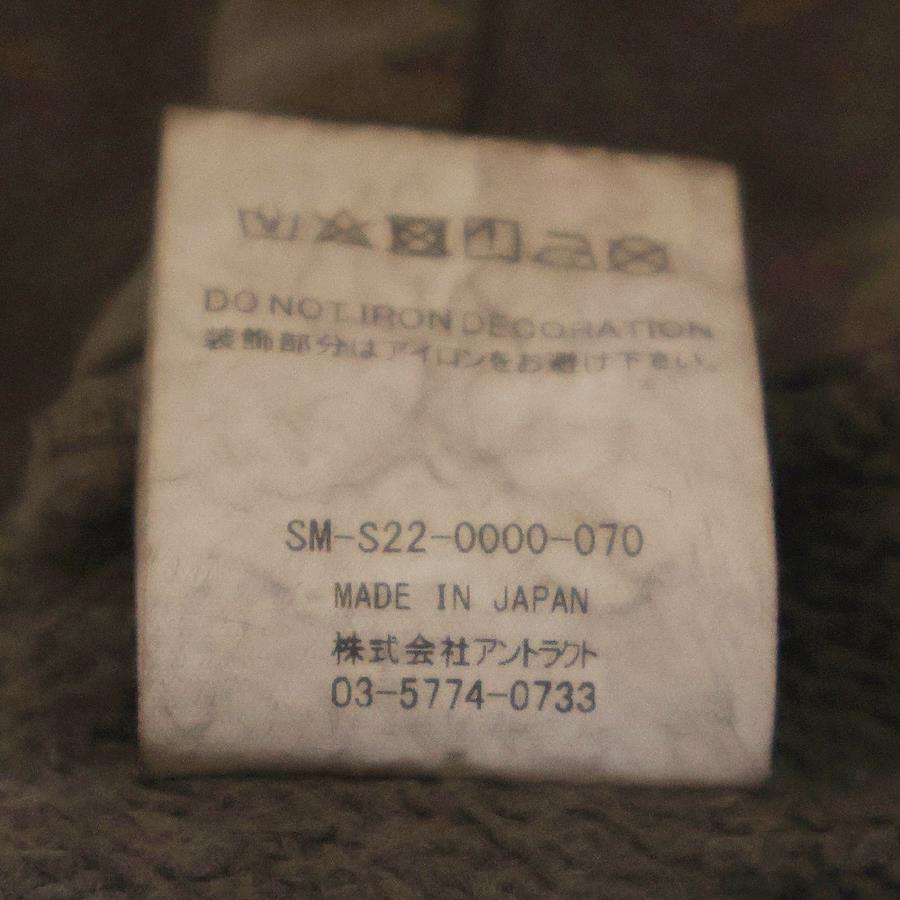 DO NOT IRON DECORATION
装飾部分はアイロンをお避け下さい。
SM-S22-0000-070
MADE IN JAPAN
株式会社アントラクト
03-5774-0733